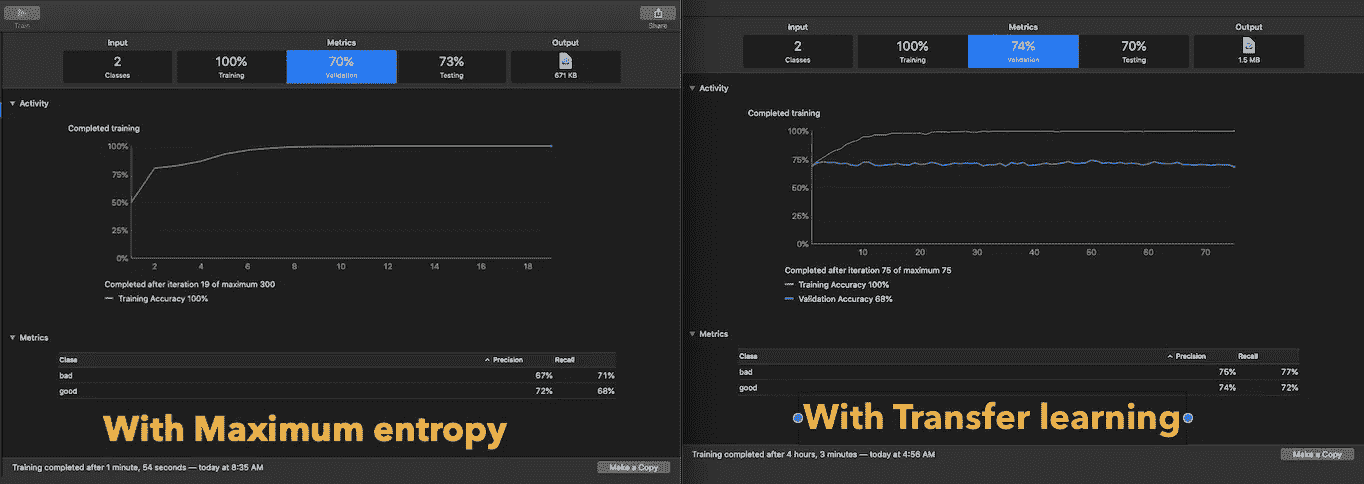 Train
Share
Input Metrics Output
2 100% 70% 73%
Classes Training Validation Testing 671 KB
Activity
Completed training
100%
75%
50%
25%
0%
2 4 6 8 10 12 14 16 18
Completed after iteration 19 of maximum 300
Training Accuracy 100%
Metrics
Class Precision Recall
bad 67% 71%
good 72% 68%
With Maximum entropy
Training completed after 1 minute, 54 seconds — today at 8:35 AM Make a Copy
Input Metrics Output
2 100% 74% 70%
Classes Training Validation Testing 1.5 MB
Activity
Completed training
100%
75%
50%
25%
0%
10 20 30 40 50 60 70
Completed after iteration 75 of maximum 75
Training Accuracy 100%
Validation Accuracy 68%
Metrics
Class Precision Recall
bad 75% 77%
good 74% 72%
With Transfer learning
Training completed after 4 hours, 3 minutes — today at 4:56 AM Make a Copy